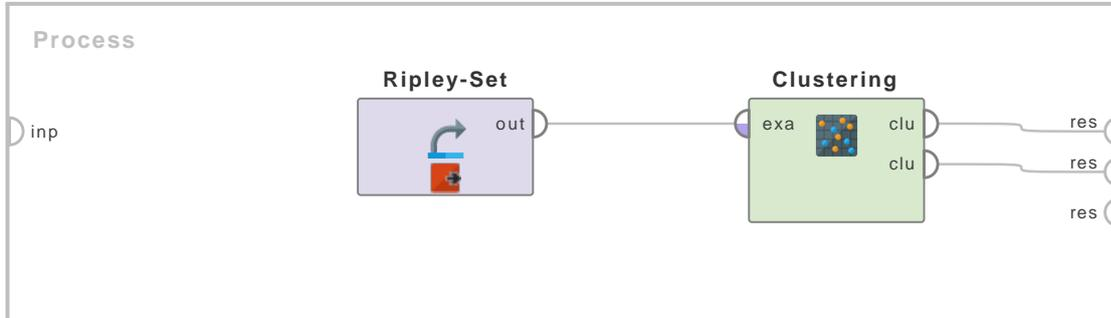 Process
Ripley-Set
Clustering
inp
out
exa
clu
res
clu
res
res